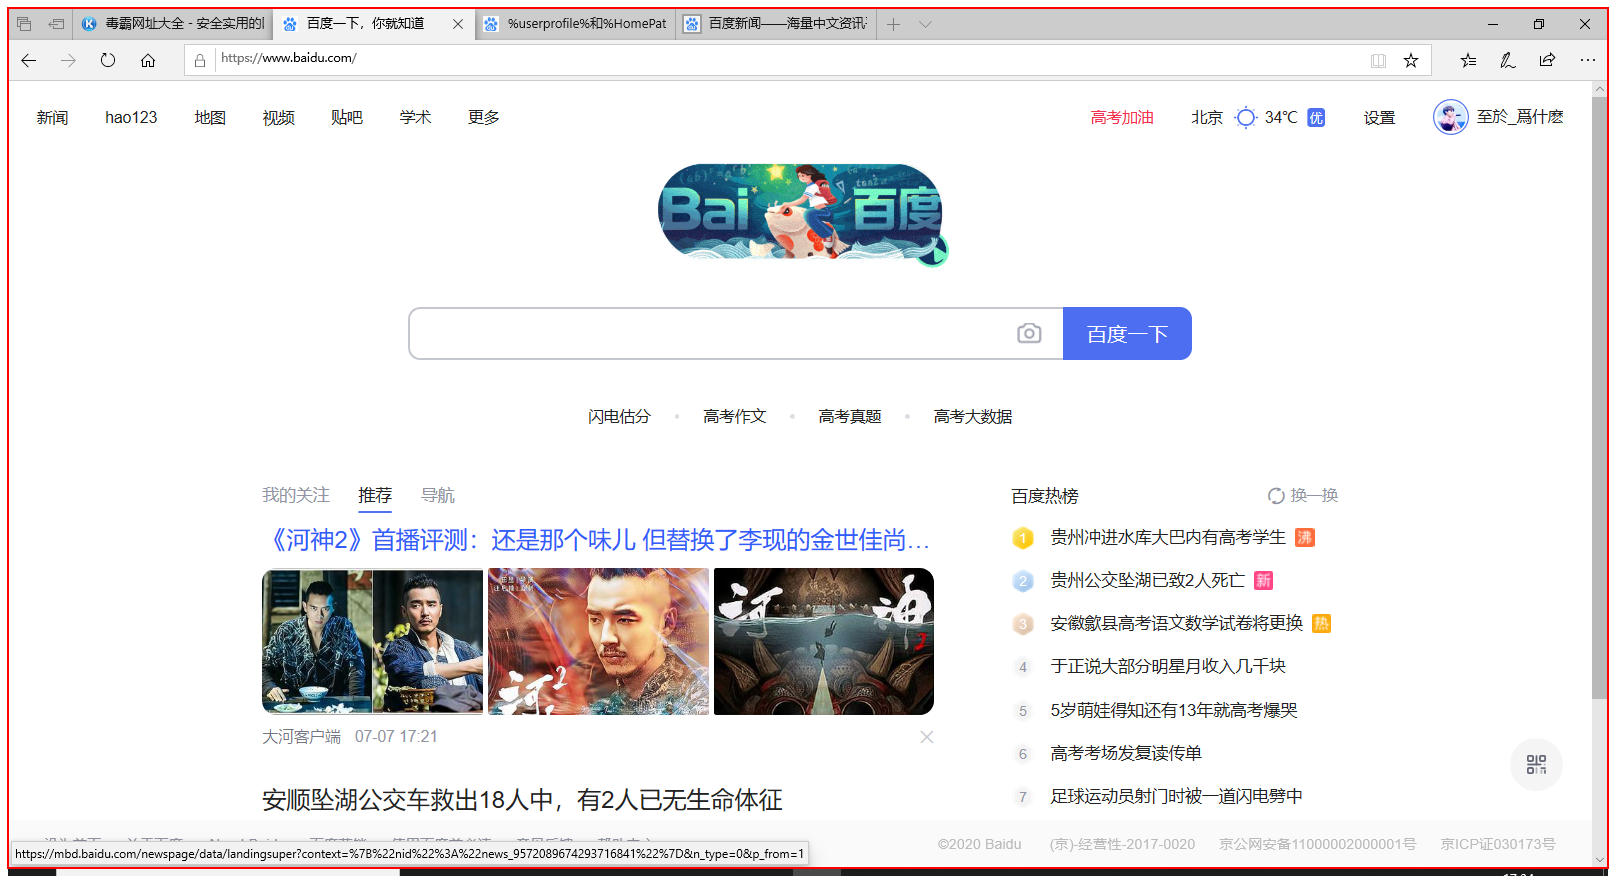 毒霸网址大全 - 安全实用的
百度一下，你就知道
%userprofile%和%HomePat
百度新闻——海量中文资讯
https://www.baidu.com/
新闻 hao123 地图 视频 贴吧 学术 更多
高考加油 北京 34℃ 优 设置 至於_爲什麽
Bai 百度
百度一下
闪电估分 高考作文 高考真题 高考大数据
我的关注 推荐 导航
《河神2》首播评测：还是那个味儿 但替换了李现的金世佳尚…
河 2
河神
大河客户端 07-07 17:21
安顺坠湖公交车救出18人中，有2人已无生命体征
百度热榜 换一换
1 贵州冲进水库大巴内有高考学生 沸
2 贵州公交坠湖已致2人死亡 新
3 安徽歙县高考语文数学试卷将更换 热
4 于正说大部分明星月收入几千块
5 5岁萌娃得知还有13年就高考爆哭
6 高考考场发复读传单
7 足球运动员射门时被一道闪电劈中
©2020 Baidu (京)-经营性-2017-0020 京公网安备11000002000001号 京ICP证030173号
https://mbd.baidu.com/newspage/data/landingsuper?context=%7B%22nid%22%3A%22news_9572089674293716841%22%7D&n_type=0&p_from=1